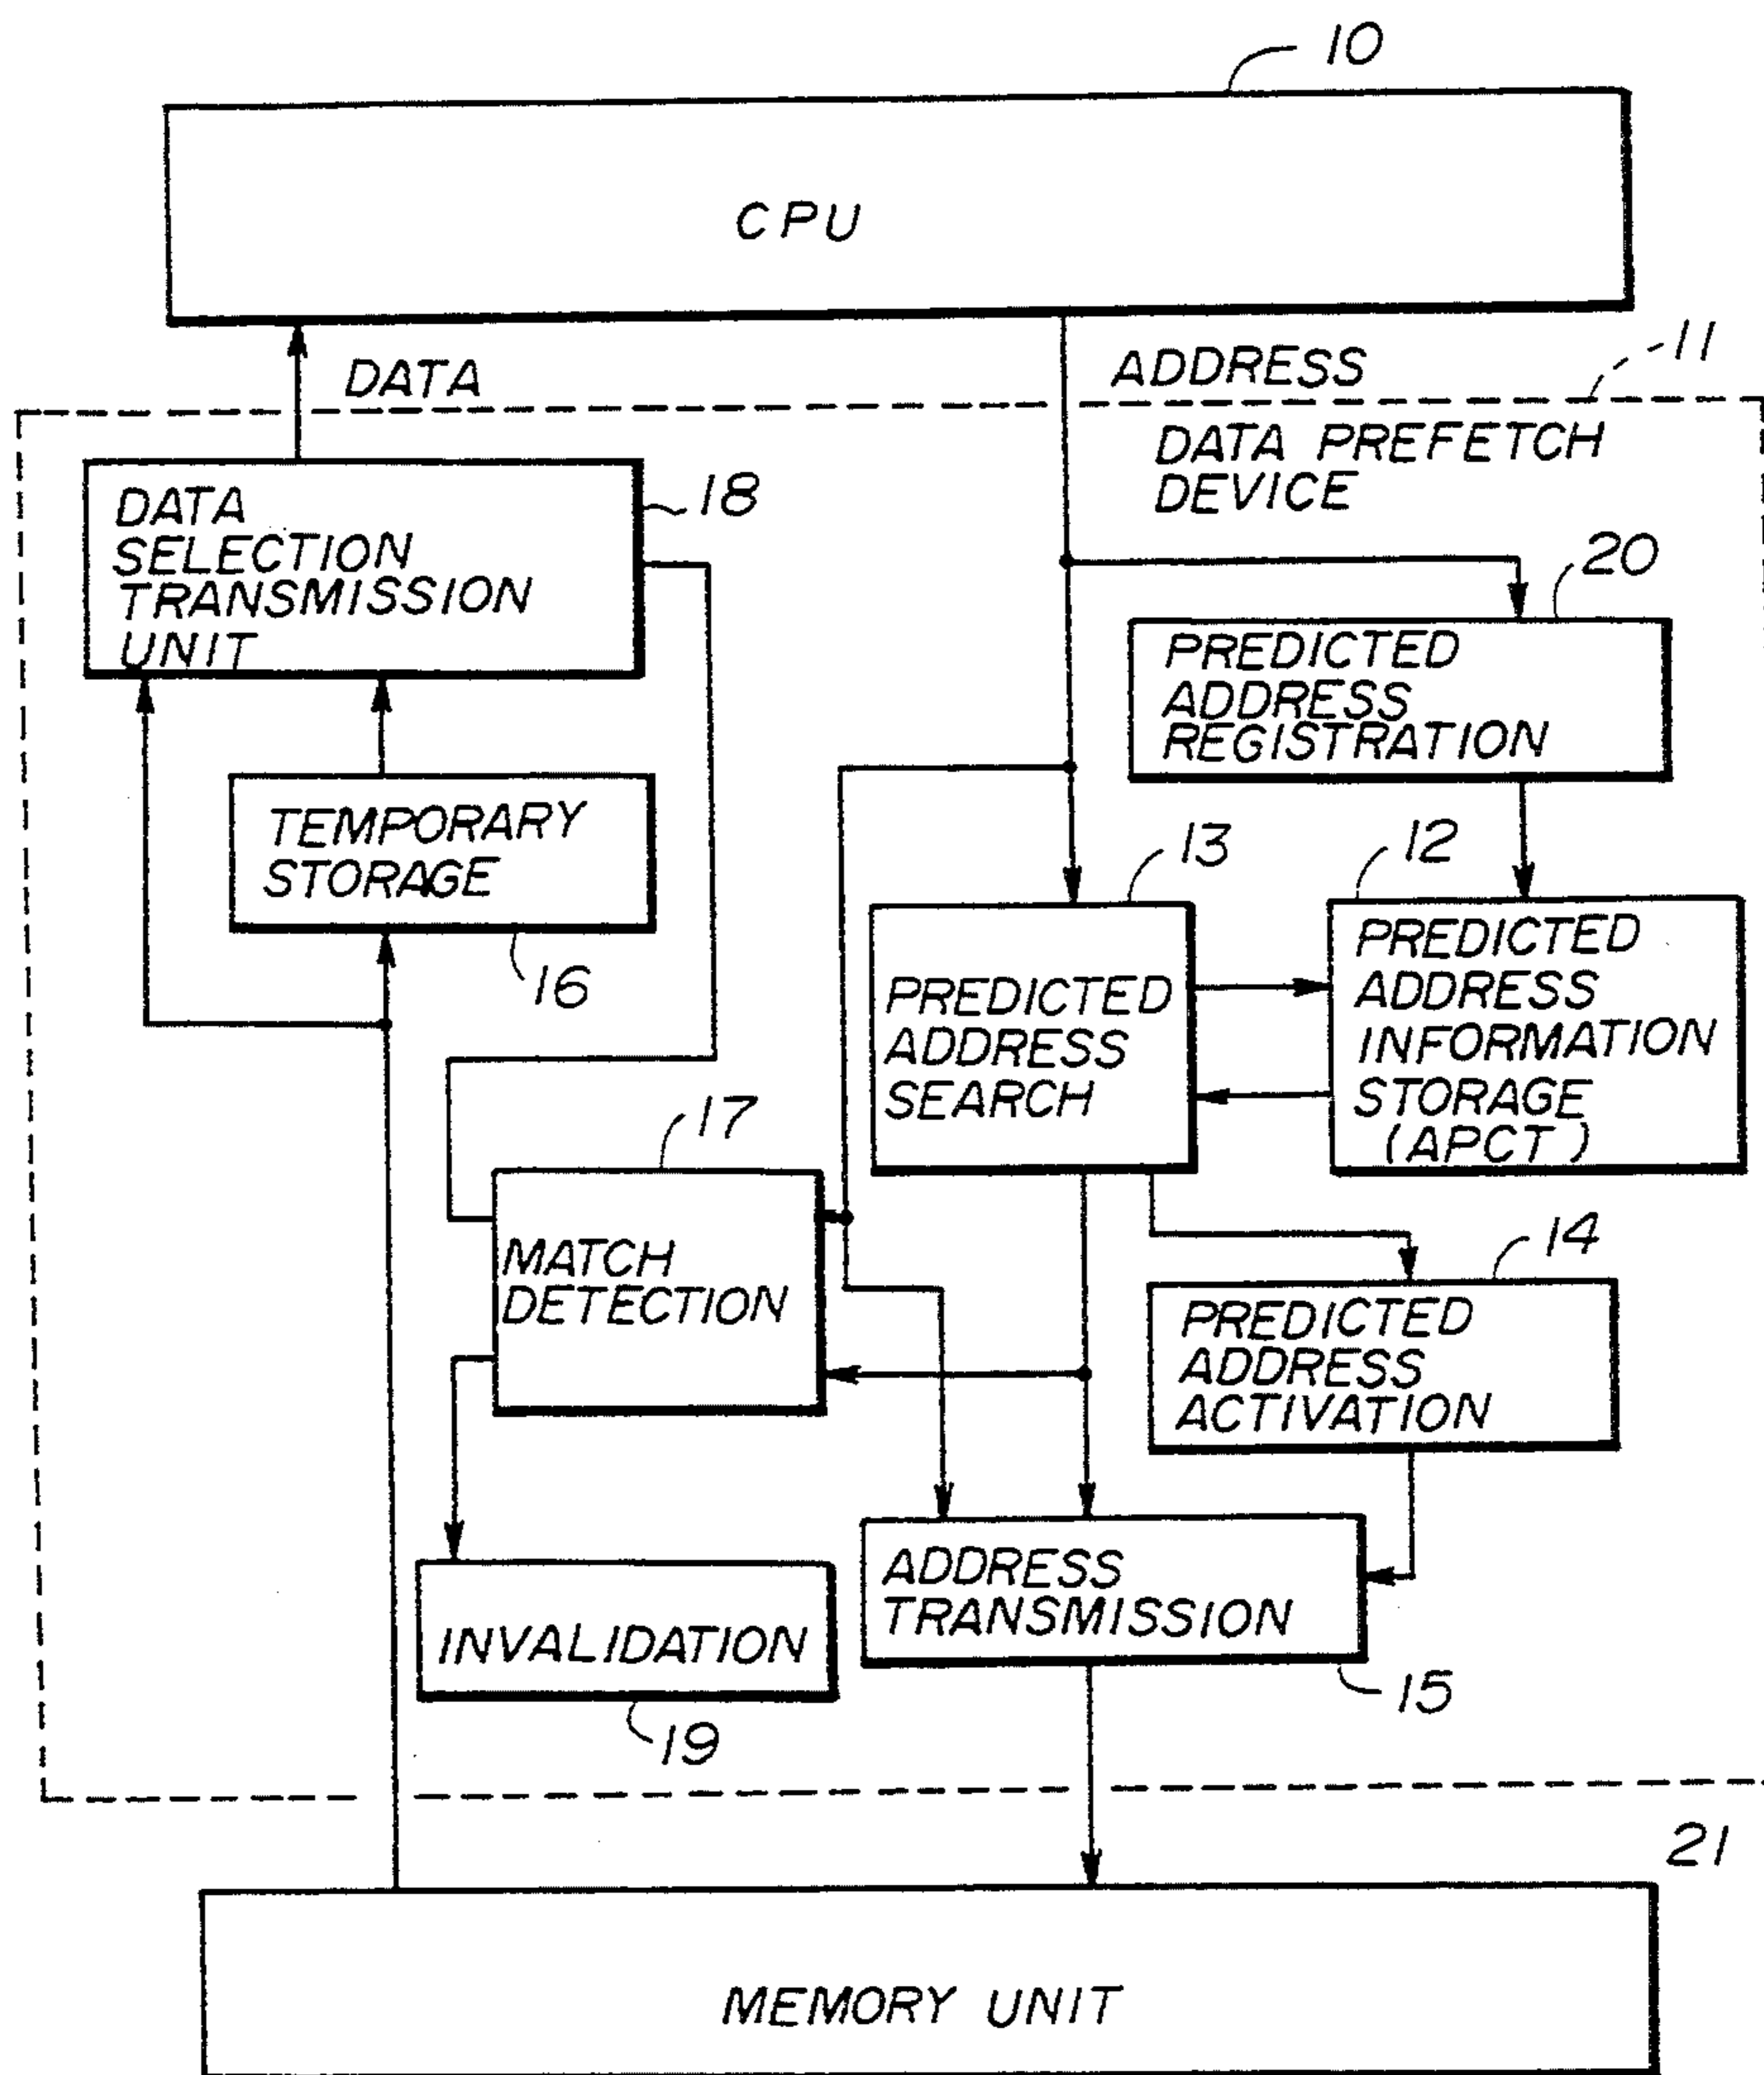 10
CPU
DATA
ADDRESS
11
DATA PREFETCH
DEVICE
DATA
SELECTION
TRANSMISSION
UNIT
18
20
PREDICTED
ADDRESS
REGISTRATION
TEMPORARY
STORAGE
16
13
12
PREDICTED
ADDRESS
SEARCH
PREDICTED
ADDRESS
INFORMATION
STORAGE
(APCT)
17
MATCH
DETECTION
14
PREDICTED
ADDRESS
ACTIVATION
ADDRESS
TRANSMISSION
15
INVALIDATION
19
21
MEMORY UNIT